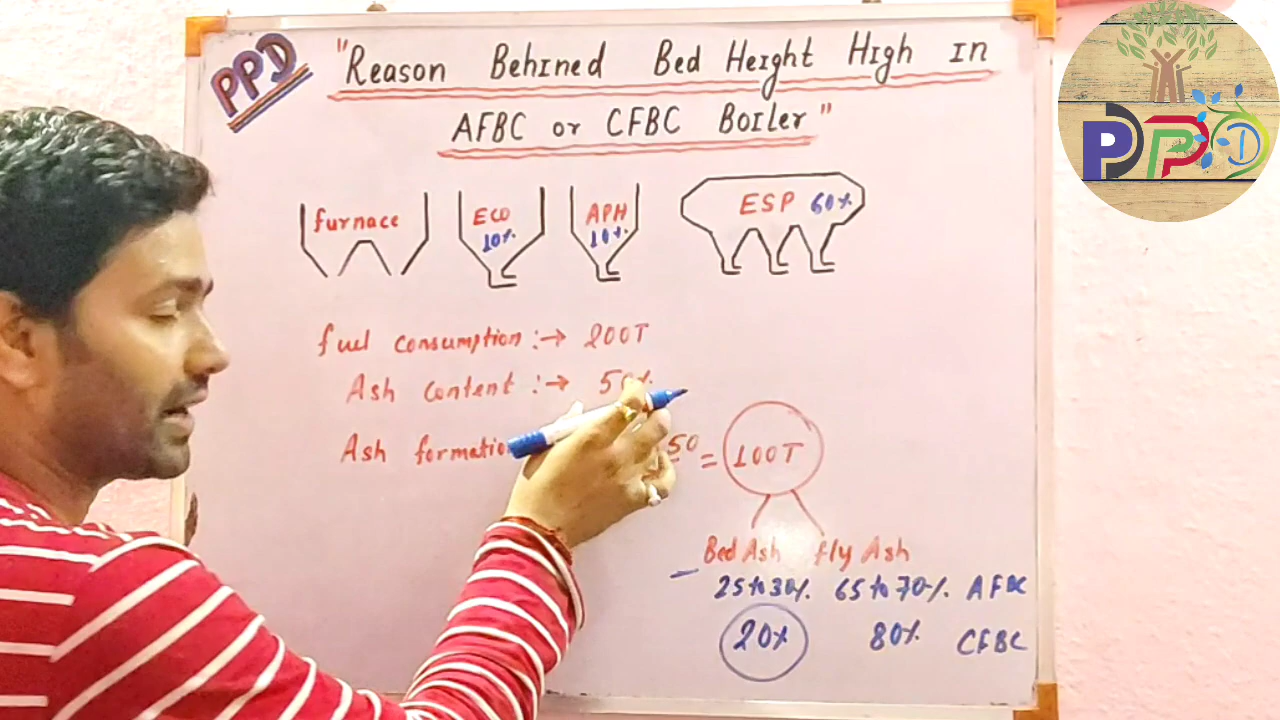 PPD
"Reason Behined Bed Height High In
AFBC or CFBC Boiler"
PPD
furnace
ECO
10%
APH
10%
ESP 60%
fuel consumption :→ 200T
Ash content :→ 50%
Ash formation
50 = 100T
Bed Ash fly Ash
25 to 30% 65 to 70% AFBC
20% 80% CFBC